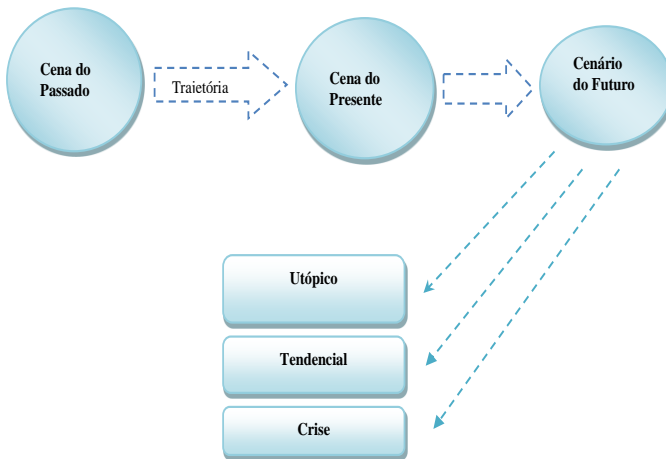 Cena do
Passado
Traietória
Cena do
Presente
Cenário
do Futuro
Utópico
Tendencial
Crise